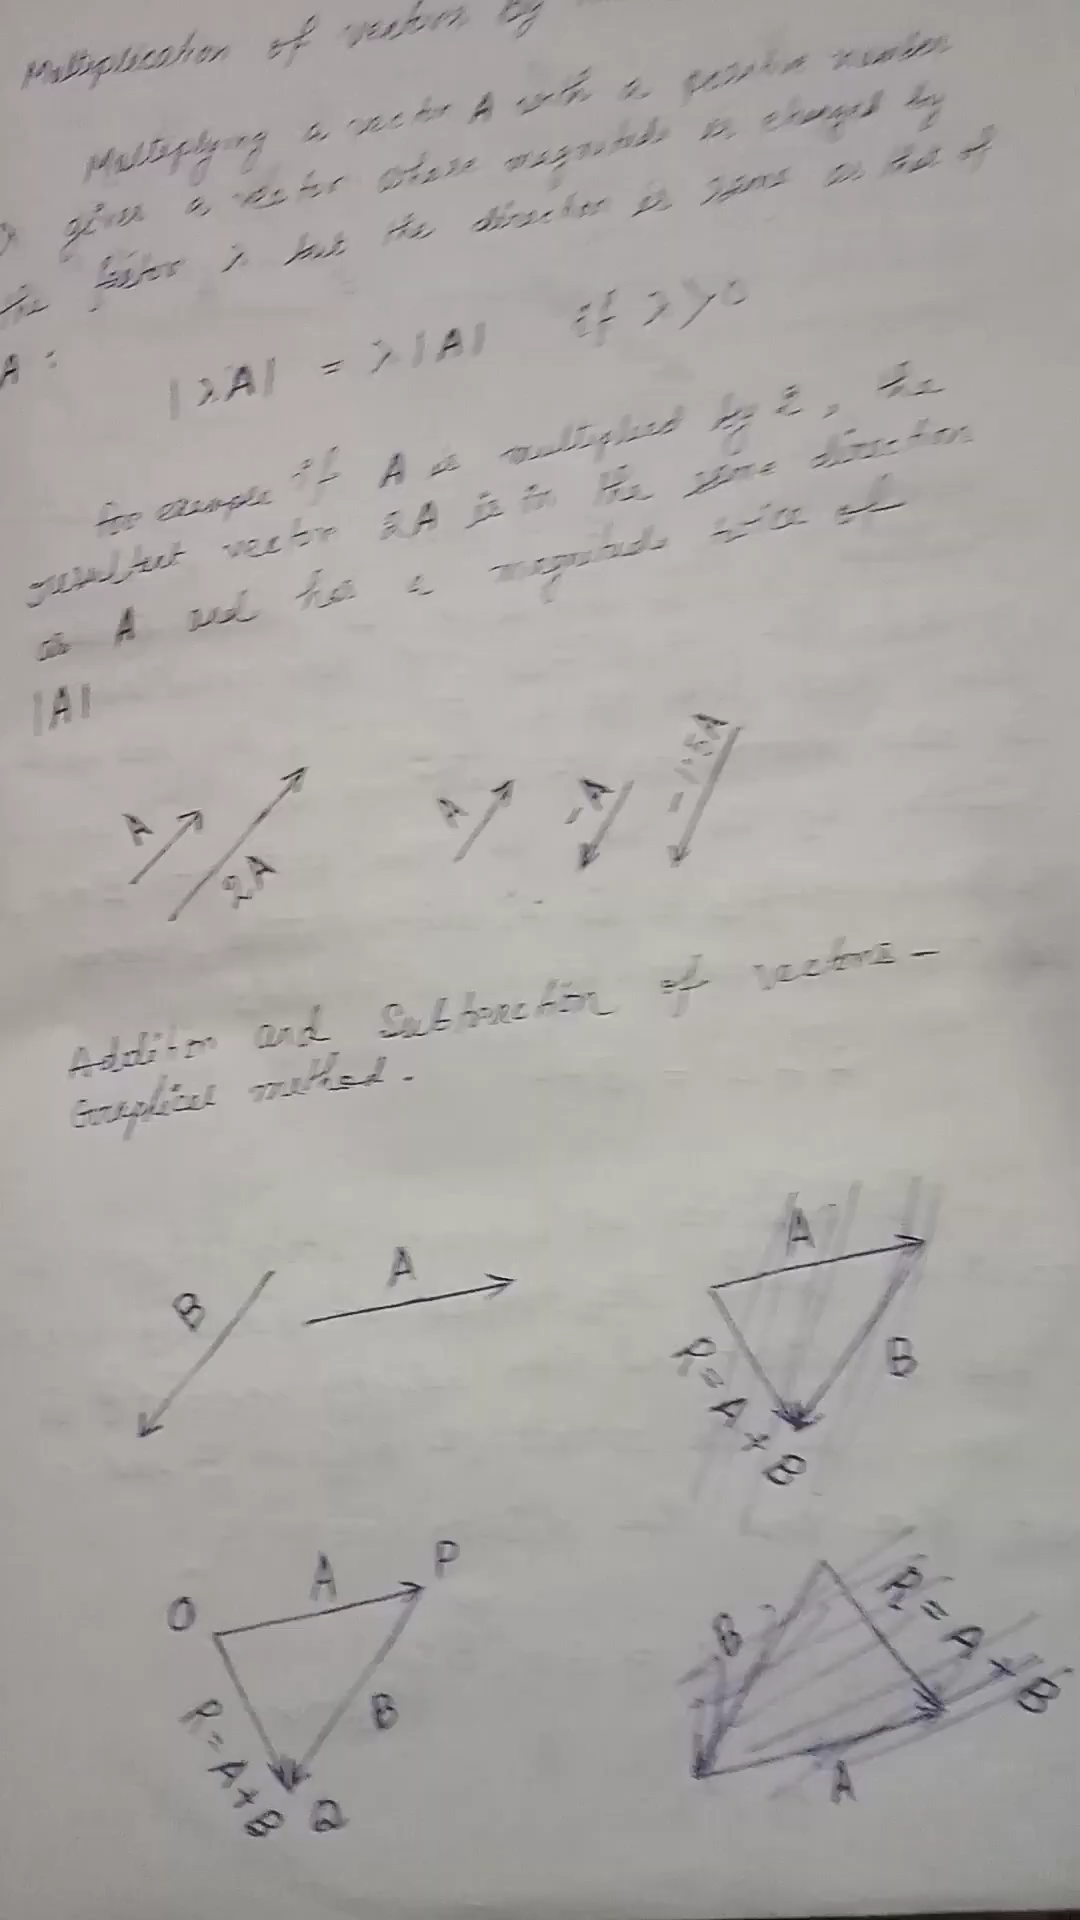 Multiplication of vectors by
Multiplying a vector A with a positive number
λ gives a vector whose magnitude is changed by
the factor λ but the direction is same as that of
A :
|λA| = λ|A| if λ > 0
for example if A is multiplied by 2, the
resultant vector 2A is in the same direction
as A and has a magnitude twice of
|A|
A
2A
A
-A
-1.5A
Addition and Subtraction of vectors -
Graphical method.
B
A
A
B
R = A + B
O
A
P
B
R = A + B
Q
B
R = A + B
A